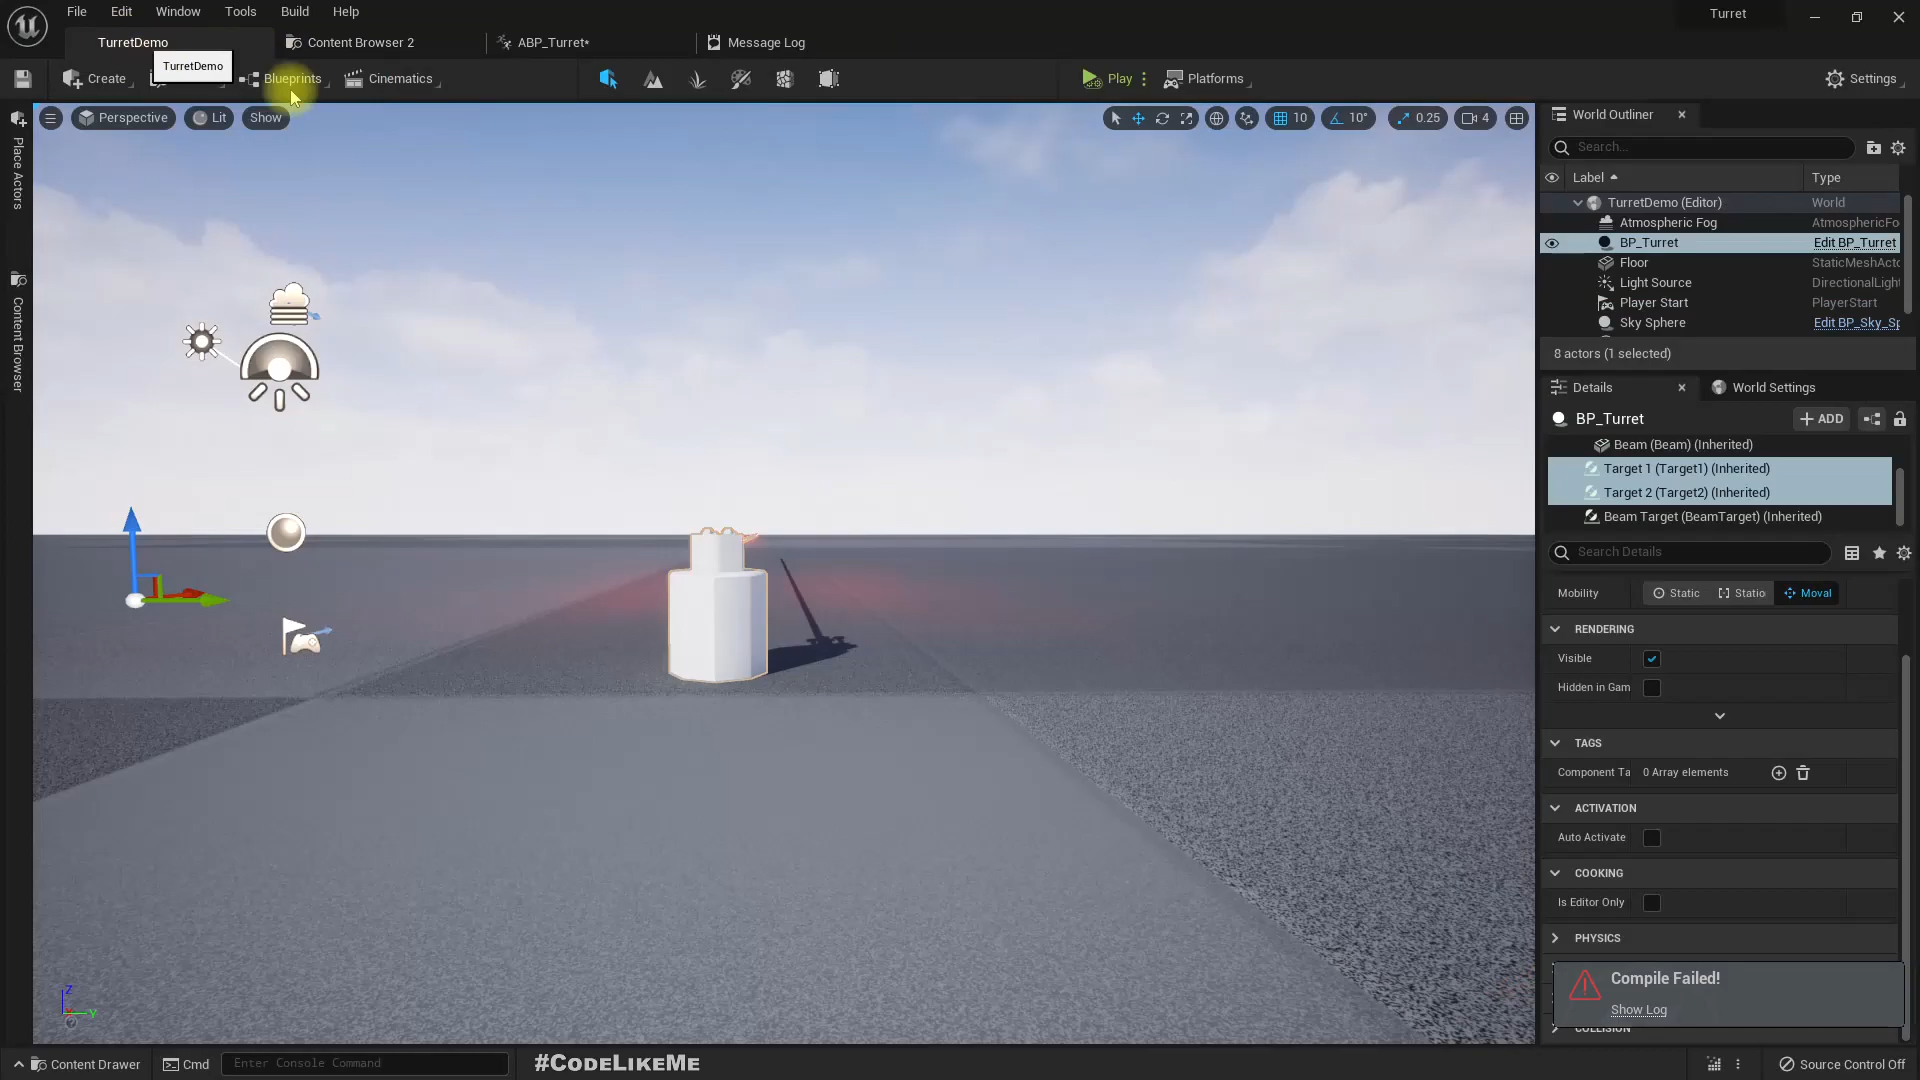 File Edit Window Tools Build Help Turret
TurretDemo Content Browser 2 ABP_Turret* Message Log
TurretDemo
Create Blueprints Cinematics Play Platforms Settings
Perspective Lit Show 10 10° 0.25 4
Place Actors
Content Browser
World Outliner
Search...
Label Type
TurretDemo (Editor) World
Atmospheric Fog AtmosphericFo
BP_Turret Edit BP_Turret
Floor StaticMeshActo
Light Source DirectionalLight
Player Start PlayerStart
Sky Sphere Edit BP_Sky_Sp
8 actors (1 selected)
Details World Settings
BP_Turret ADD
Beam (Beam) (Inherited)
Target 1 (Target1) (Inherited)
Target 2 (Target2) (Inherited)
Beam Target (BeamTarget) (Inherited)
Search Details
Mobility Static Statio Moval
RENDERING
Visible
Hidden in Gam
TAGS
Component Ta 0 Array elements
ACTIVATION
Auto Activate
COOKING
Is Editor Only
PHYSICS
Compile Failed!
Show Log
COLLISION
Z
Y
Content Drawer Cmd Enter Console Command #CODELIKEME Source Control Off